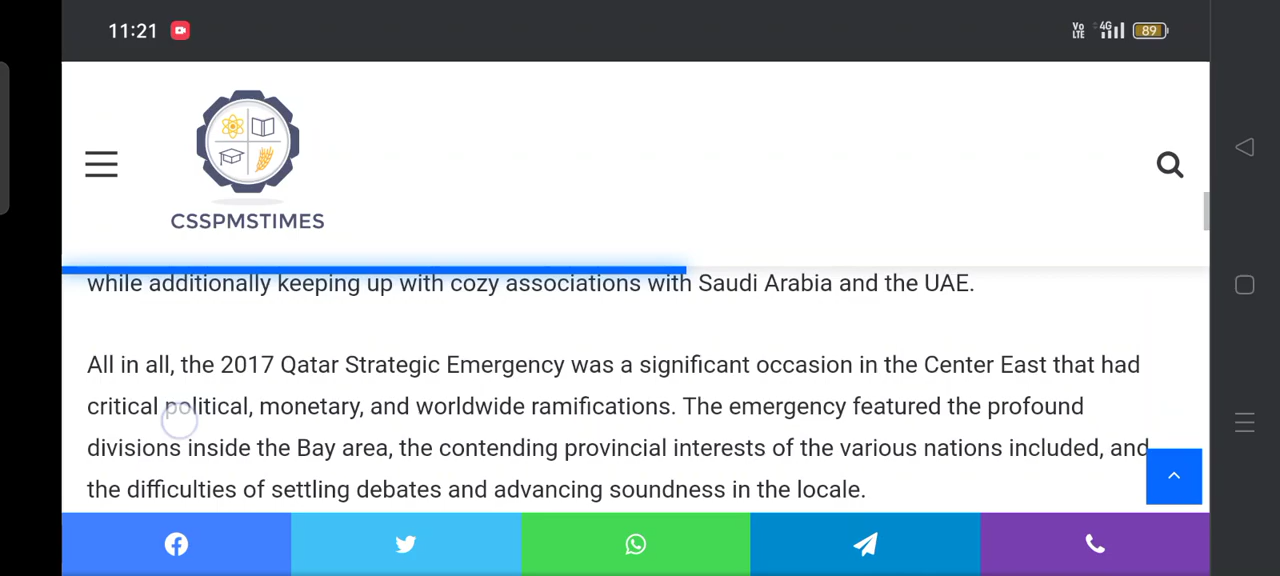 11:21
Vo LTE 4G 89
CSSPMSTIMES
while additionally keeping up with cozy associations with Saudi Arabia and the UAE.
All in all, the 2017 Qatar Strategic Emergency was a significant occasion in the Center East that had
critical political, monetary, and worldwide ramifications. The emergency featured the profound
divisions inside the Bay area, the contending provincial interests of the various nations included, and
the difficulties of settling debates and advancing soundness in the locale.